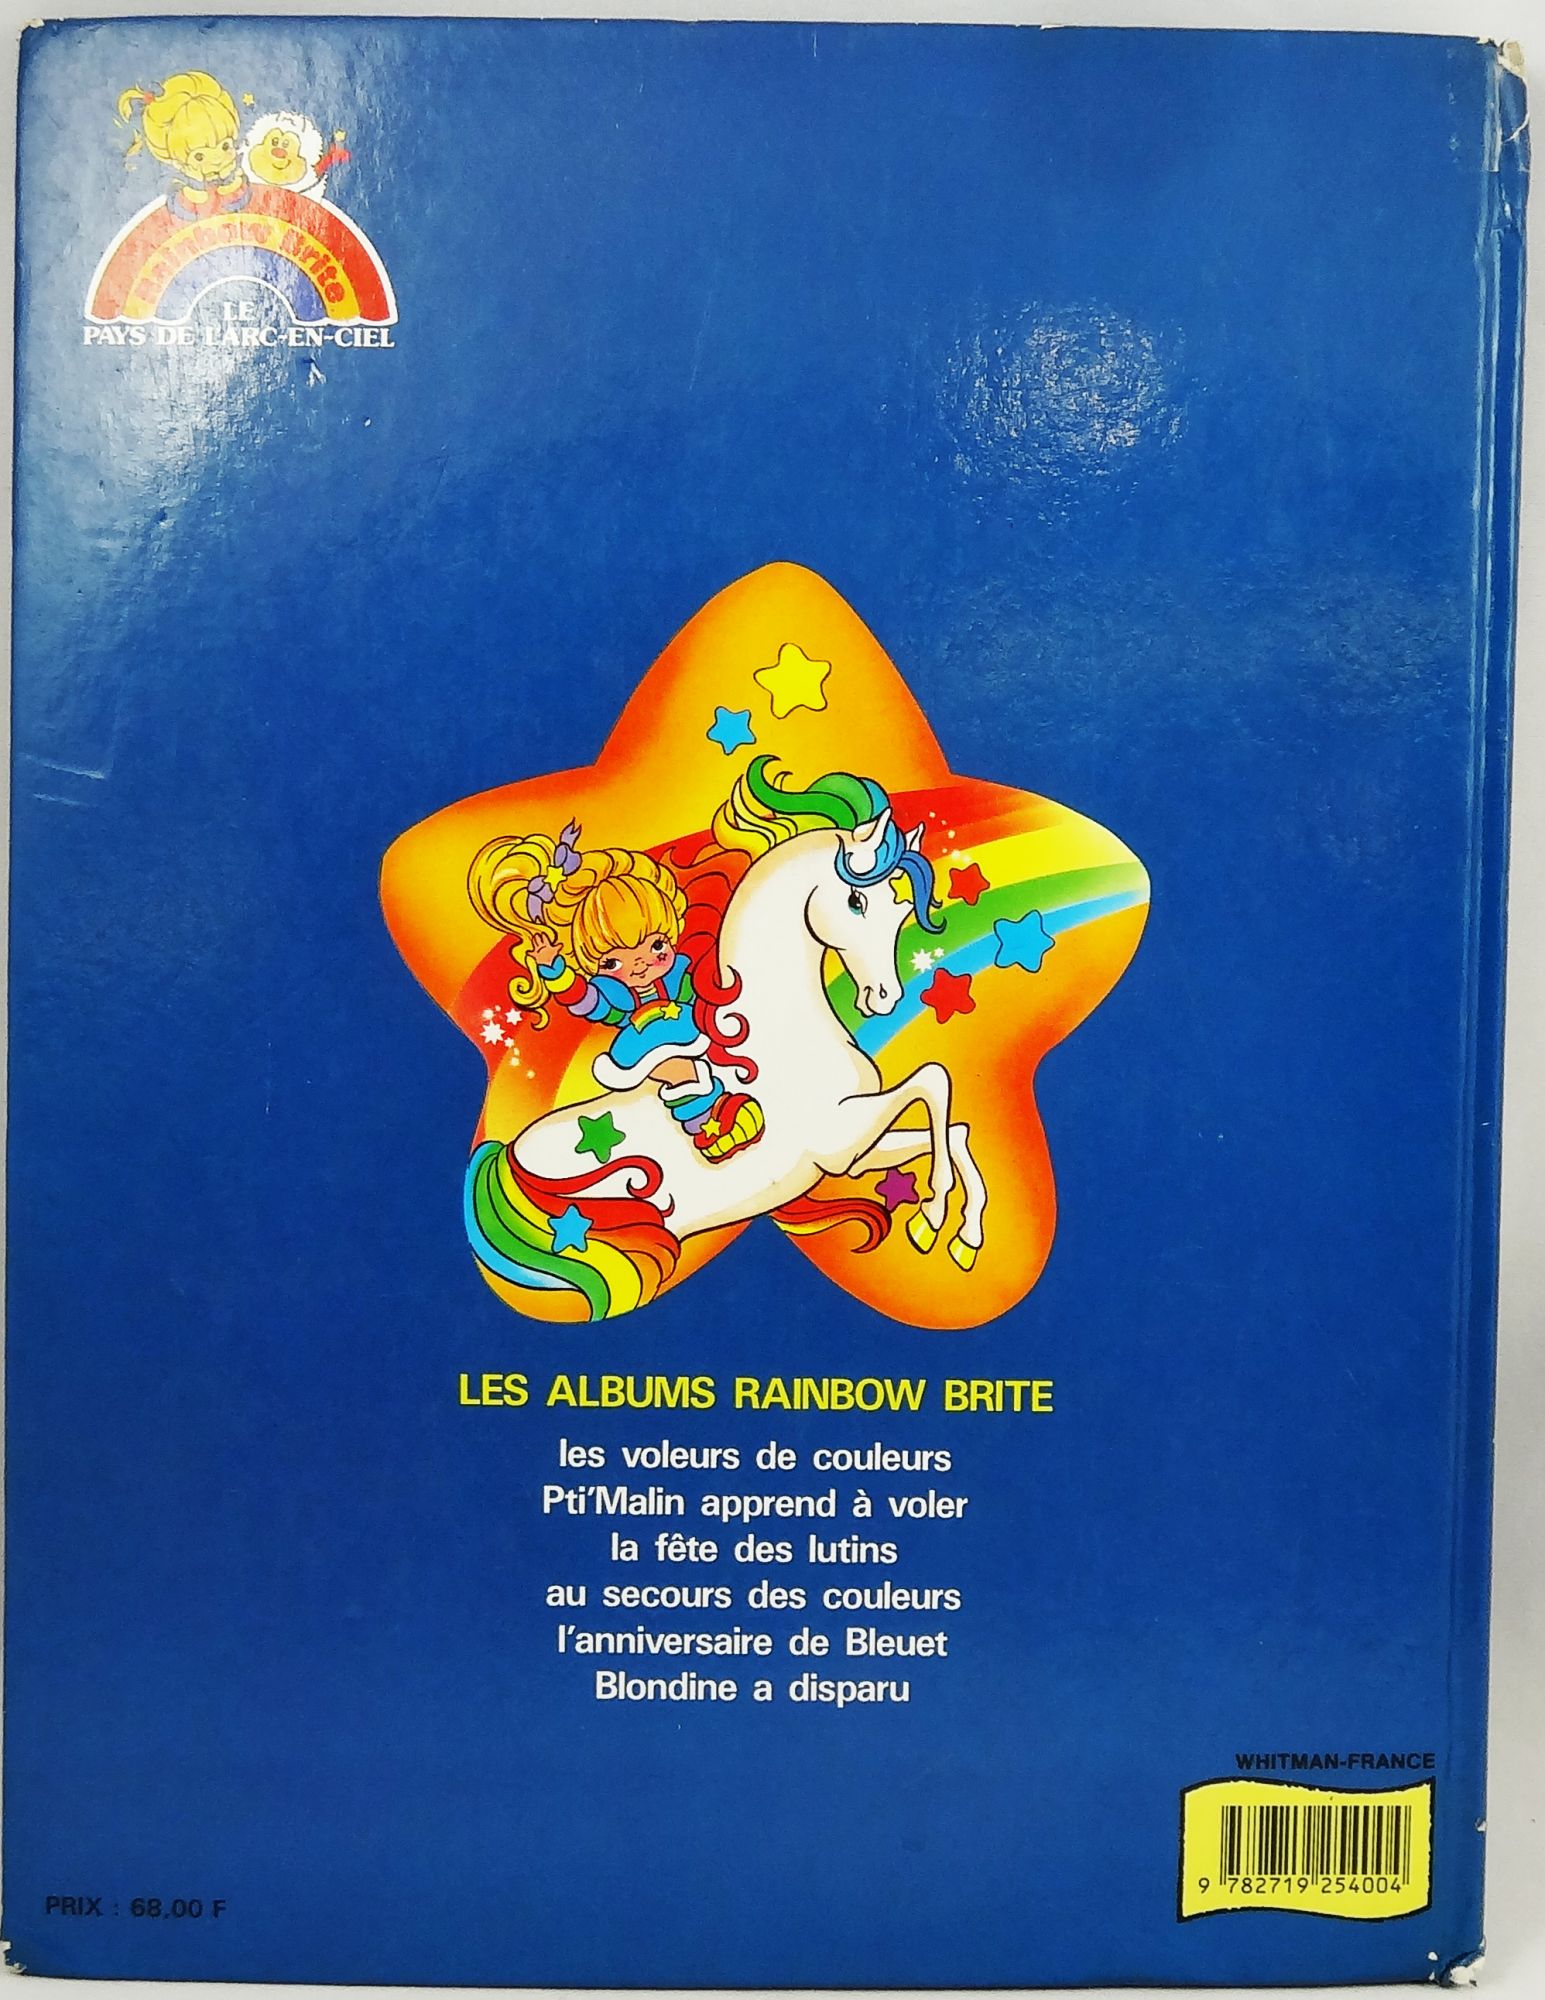 Rainbow Brite
LE
PAYS DE L'ARC-EN-CIEL
LES ALBUMS RAINBOW BRITE
les voleurs de couleurs
Pti'Malin apprend à voler
la fête des lutins
au secours des couleurs
l'anniversaire de Bleuet
Blondine a disparu
WHITMAN-FRANCE
9 782719 254004
PRIX : 68,00 F